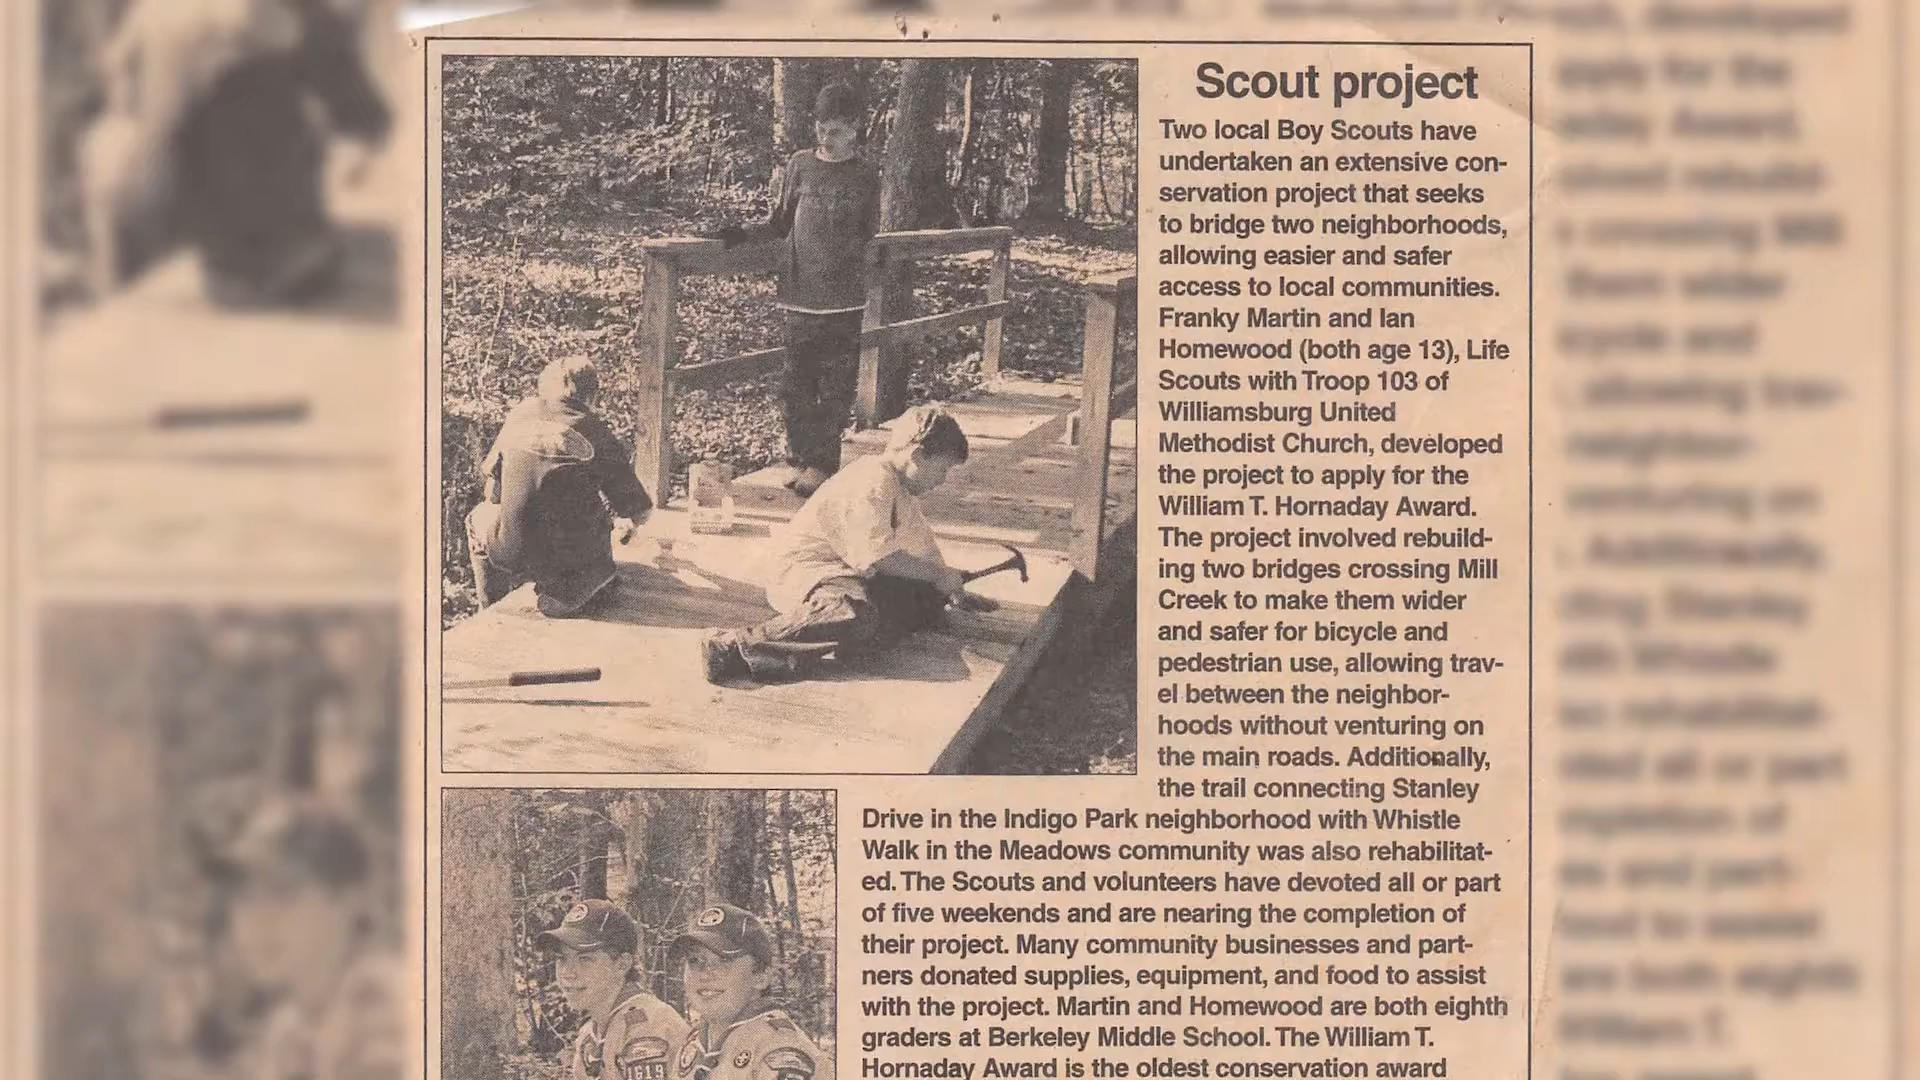 Scout project
Two local Boy Scouts have
undertaken an extensive con-
servation project that seeks
to bridge two neighborhoods,
allowing easier and safer
access to local communities.
Franky Martin and Ian
Homewood (both age 13), Life
Scouts with Troop 103 of
Williamsburg United
Methodist Church, developed
the project to apply for the
William T. Hornaday Award.
The project involved rebuild-
ing two bridges crossing Mill
Creek to make them wider
and safer for bicycle and
pedestrian use, allowing trav-
el between the neighbor-
hoods without venturing on
the main roads. Additionally,
the trail connecting Stanley
Drive in the Indigo Park neighborhood with Whistle
Walk in the Meadows community was also rehabilitat-
ed. The Scouts and volunteers have devoted all or part
of five weekends and are nearing the completion of
their project. Many community businesses and part-
ners donated supplies, equipment, and food to assist
with the project. Martin and Homewood are both eighth
graders at Berkeley Middle School. The William T.
Hornaday Award is the oldest conservation award
1619